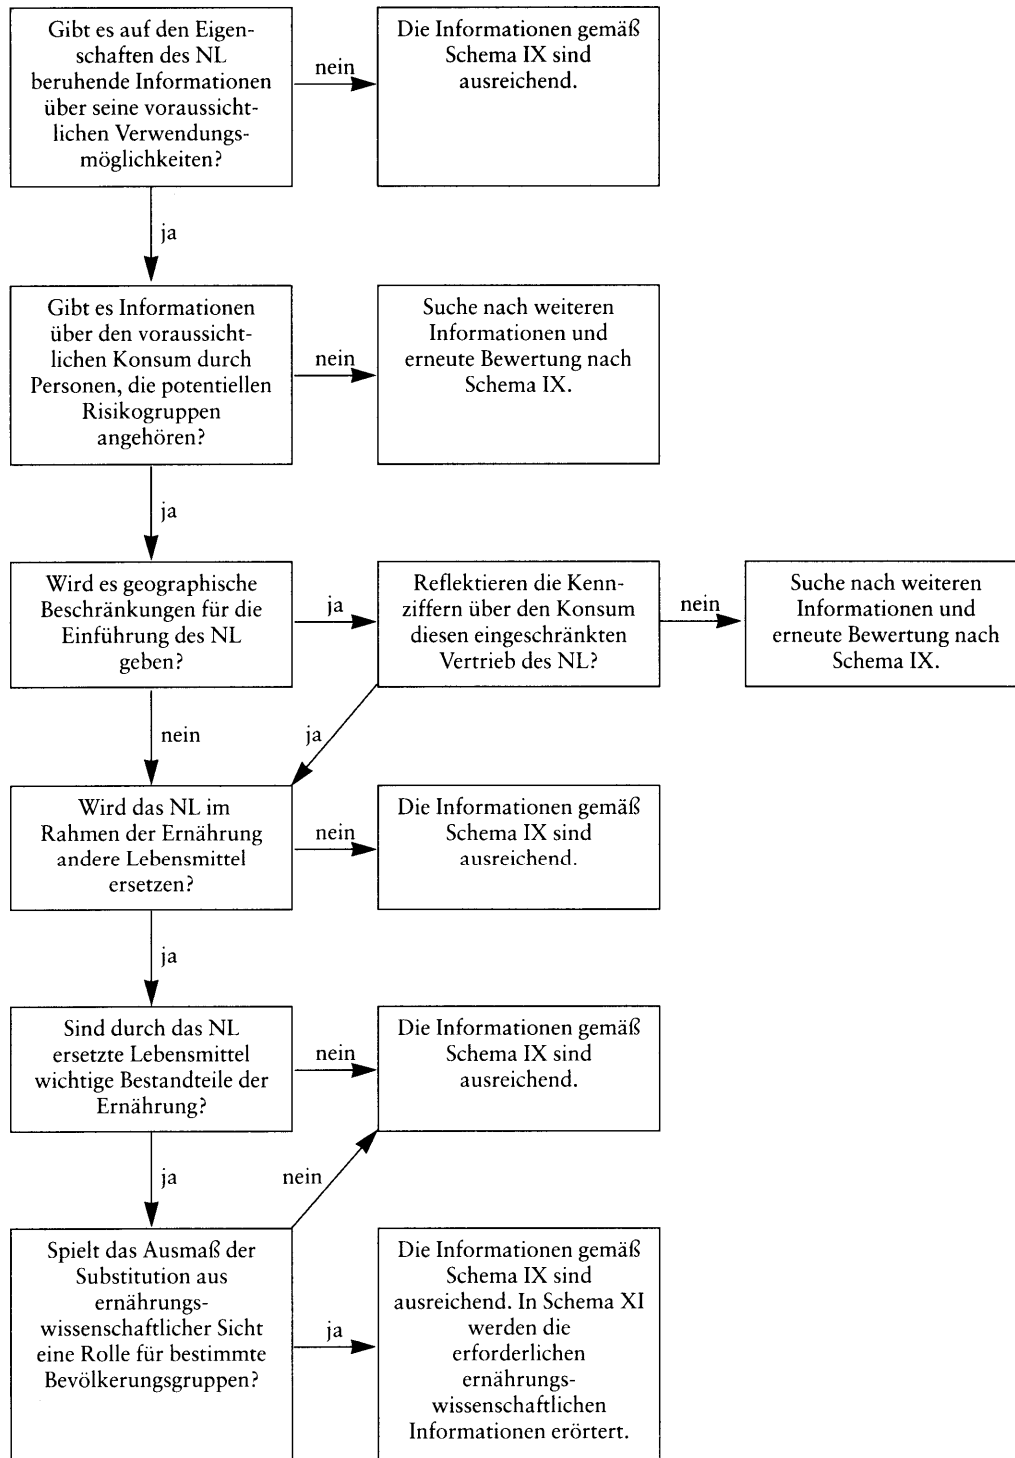 Gibt es auf den Eigen-
schaften des NL
beruhende Informationen
über seine voraussicht-
lichen Verwendungs-
möglichkeiten?
nein
Die Informationen gemäß
Schema IX sind
ausreichend.
ja
Gibt es Informationen
über den voraussicht-
lichen Konsum durch
Personen, die potentiellen
Risikogruppen
angehören?
nein
Suche nach weiteren
Informationen und
erneute Bewertung nach
Schema IX.
ja
Wird es geographische
Beschränkungen für die
Einführung des NL
geben?
ja
Reflektieren die Kenn-
ziffern über den Konsum
diesen eingeschränkten
Vertrieb des NL?
nein
Suche nach weiteren
Informationen und
erneute Bewertung nach
Schema IX.
nein
ja
Wird das NL im
Rahmen der Ernährung
andere Lebensmittel
ersetzen?
nein
Die Informationen gemäß
Schema IX sind
ausreichend.
ja
Sind durch das NL
ersetzte Lebensmittel
wichtige Bestandteile der
Ernährung?
nein
Die Informationen gemäß
Schema IX sind
ausreichend.
ja
nein
Spielt das Ausmaß der
Substitution aus
ernährungs-
wissenschaftlicher Sicht
eine Rolle für bestimmte
Bevölkerungsgruppen?
ja
Die Informationen gemäß
Schema IX sind
ausreichend. In Schema XI
werden die
erforderlichen
ernährungs-
wissenschaftlichen
Informationen erörtert.